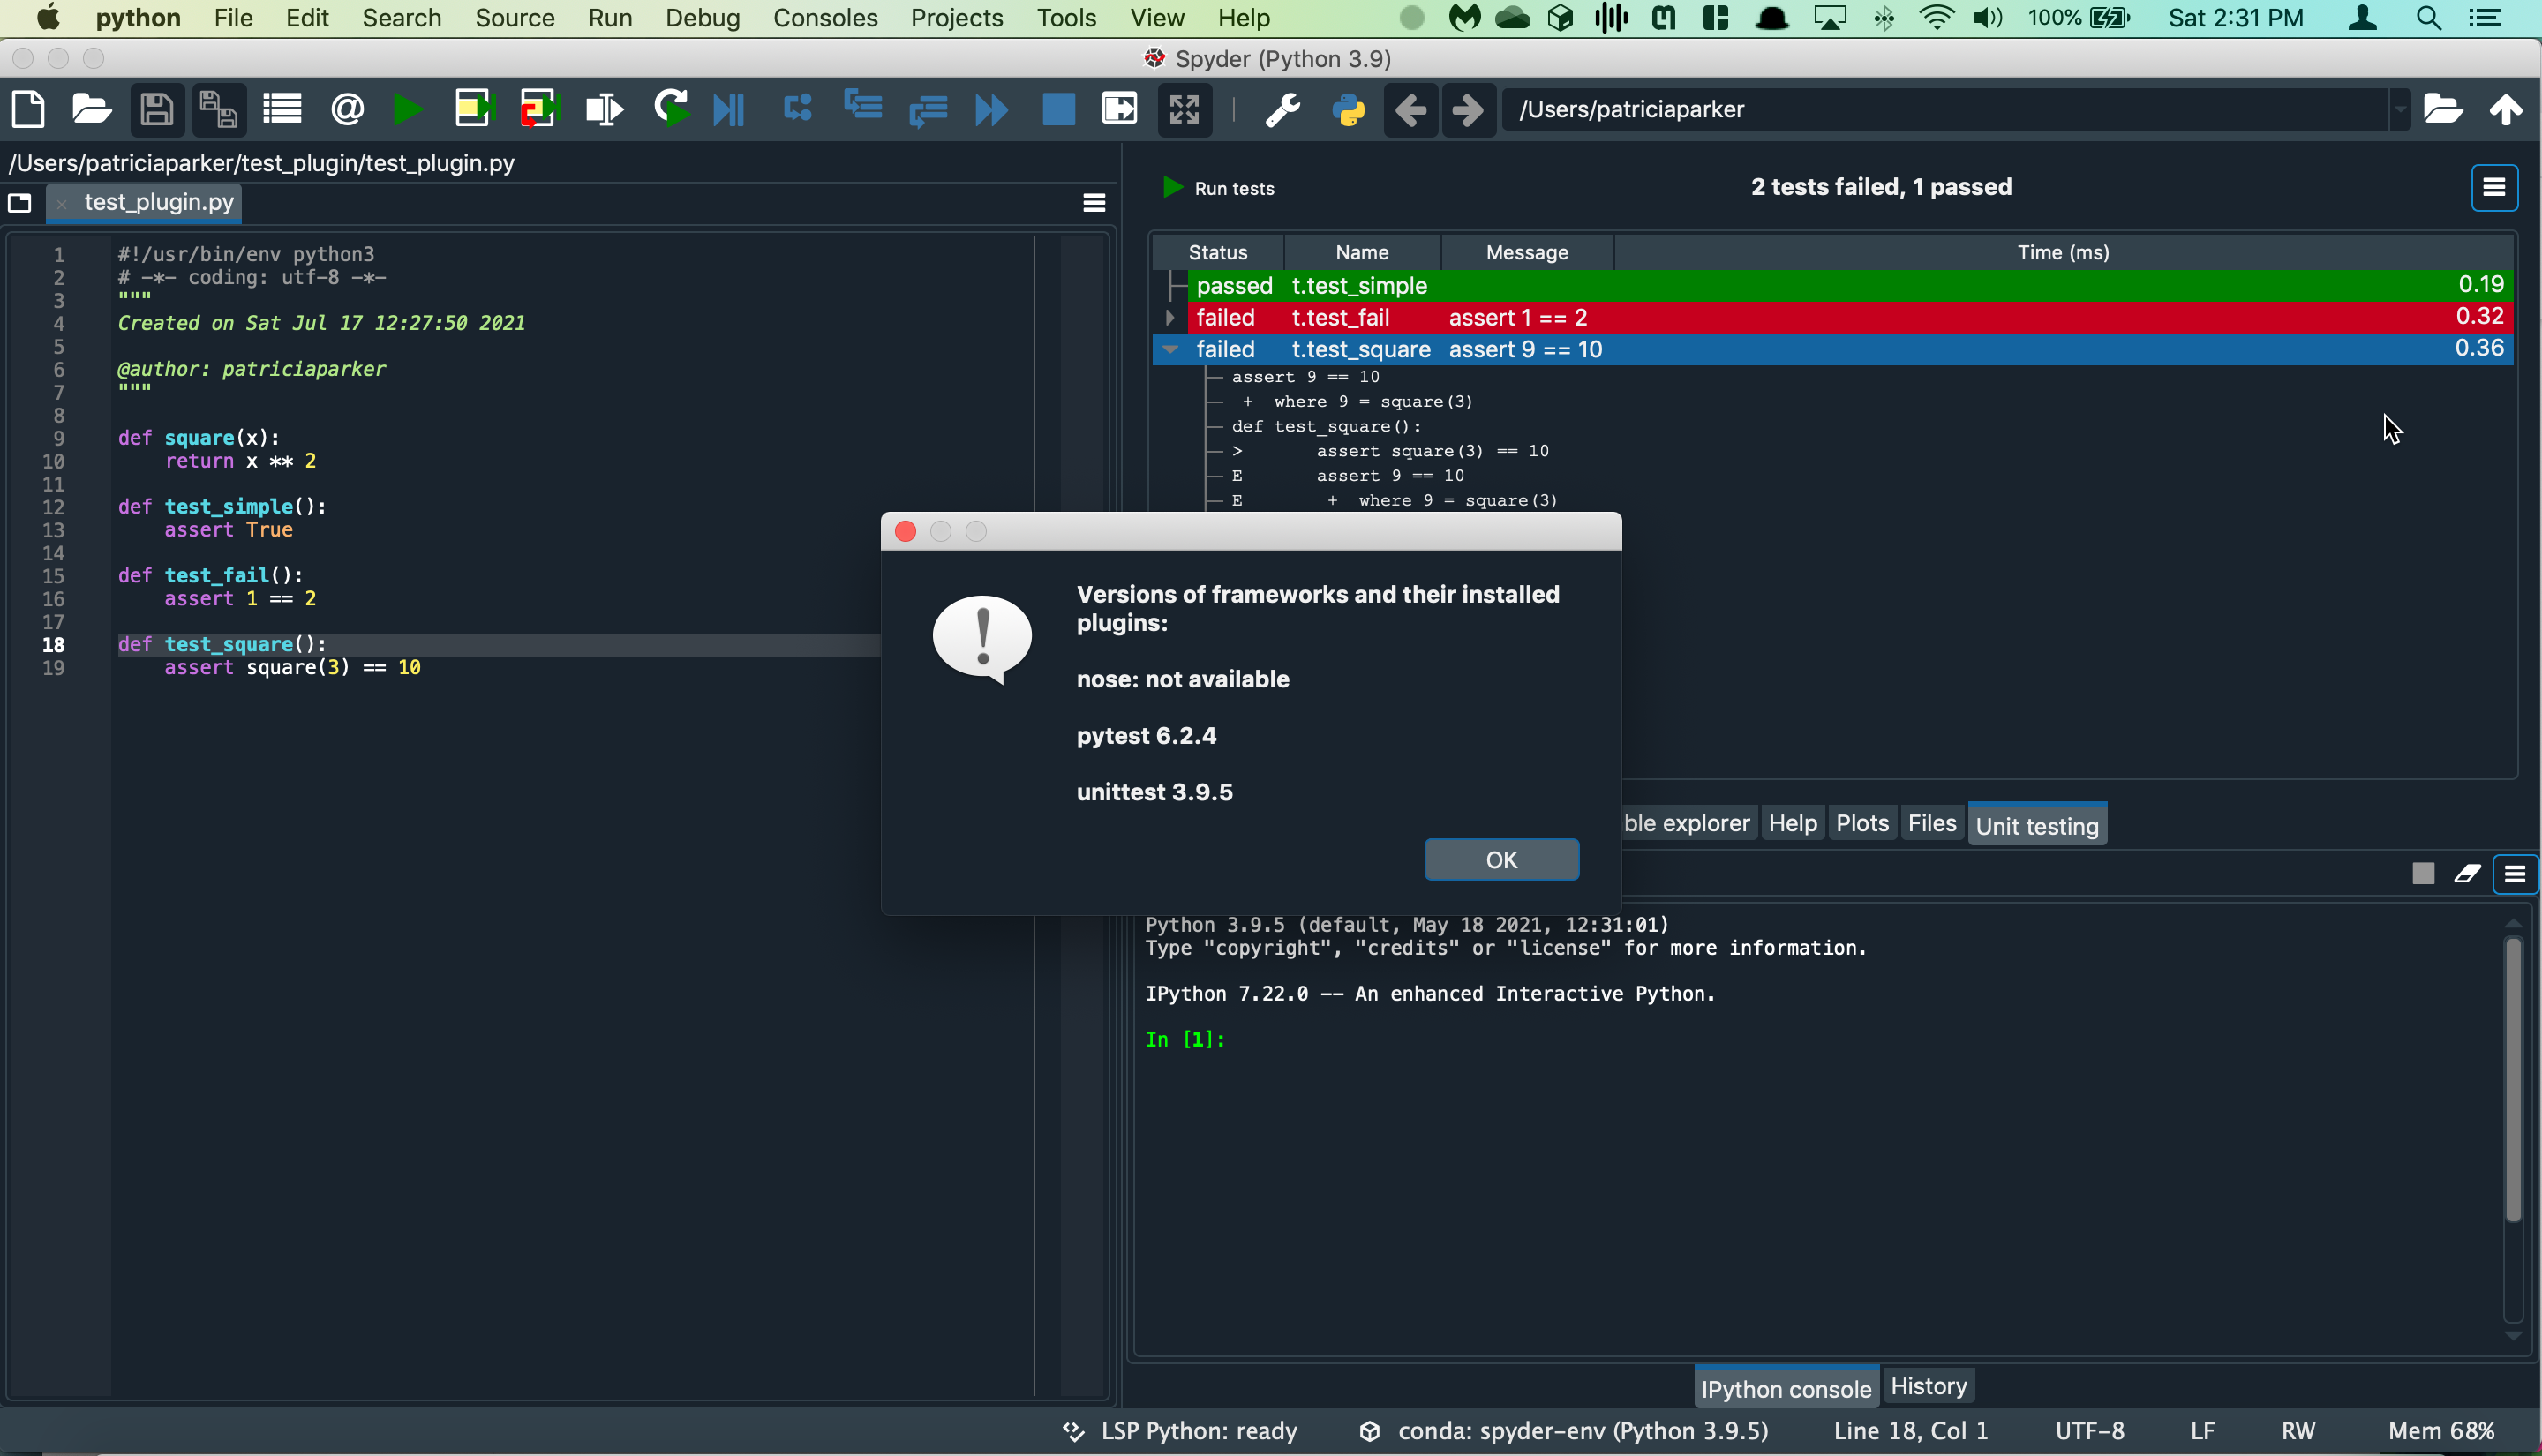 python File Edit Search Source Run Debug Consoles Projects Tools View Help 100% Sat 2:31 PM
Spyder (Python 3.9)
/Users/patriciaparker
/Users/patriciaparker/test_plugin/test_plugin.py
test_plugin.py
1 #!/usr/bin/env python3
2 # -*- coding: utf-8 -*-
3 """
4 Created on Sat Jul 17 12:27:50 2021
5
6 @author: patriciaparker
7 """
8
9 def square(x):
10 return x ** 2
11
12 def test_simple():
13 assert True
14
15 def test_fail():
16 assert 1 == 2
17
18 def test_square():
19 assert square(3) == 10
Run tests
2 tests failed, 1 passed
Status Name Message Time (ms)
passed t.test_simple 0.19
failed t.test_fail assert 1 == 2 0.32
failed t.test_square assert 9 == 10 0.36
assert 9 == 10
+ where 9 = square(3)
def test_square():
> assert square(3) == 10
E assert 9 == 10
E + where 9 = square(3)
Versions of frameworks and their installed
plugins:
nose: not available
pytest 6.2.4
unittest 3.9.5
OK
ble explorer Help Plots Files Unit testing
Python 3.9.5 (default, May 18 2021, 12:31:01)
Type "copyright", "credits" or "license" for more information.
IPython 7.22.0 -- An enhanced Interactive Python.
In [1]:
IPython console History
LSP Python: ready conda: spyder-env (Python 3.9.5) Line 18, Col 1 UTF-8 LF RW Mem 68%